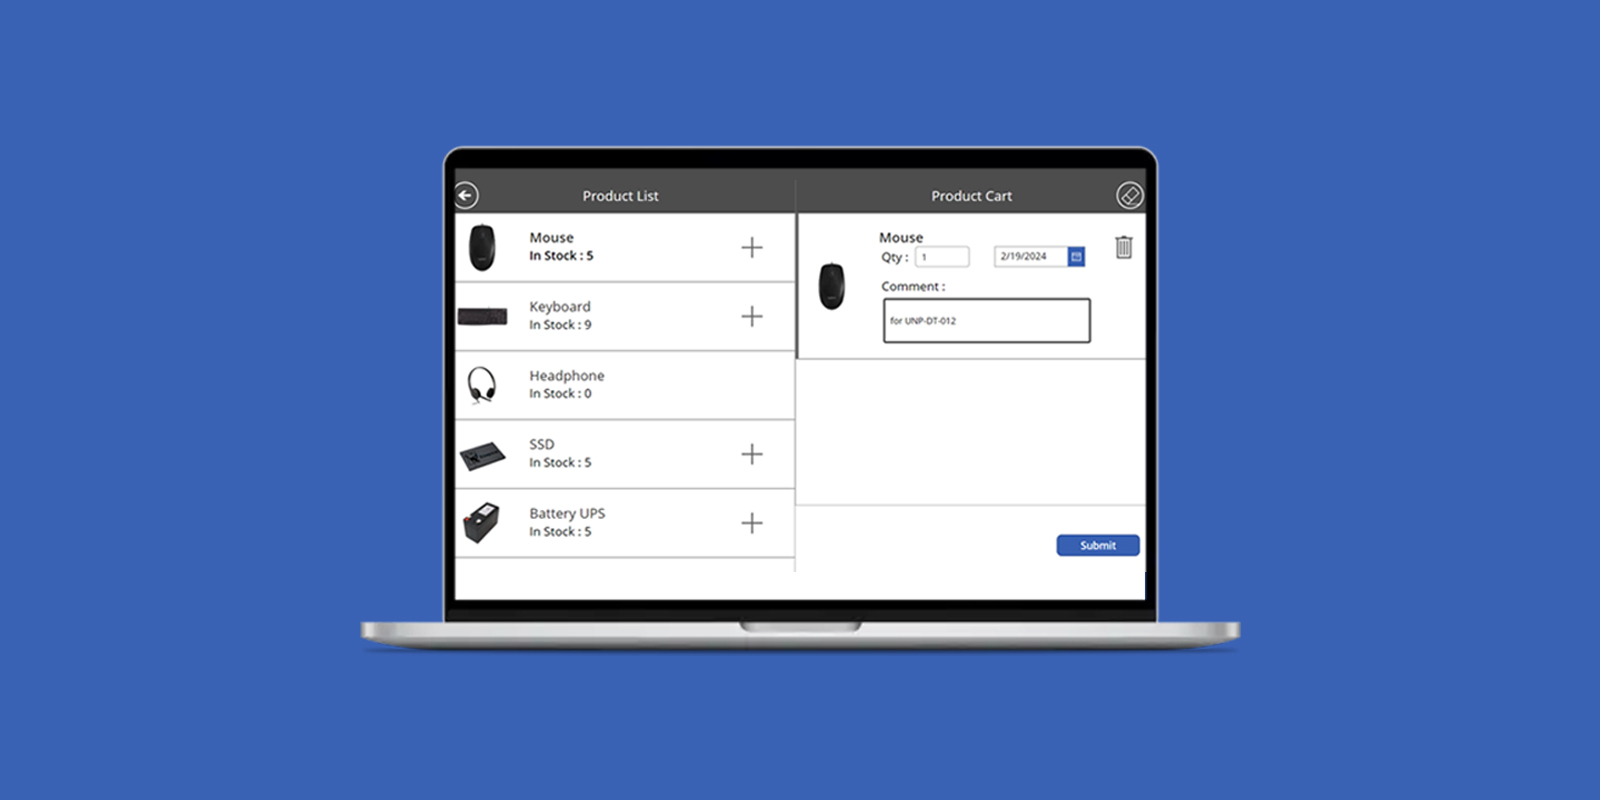 Product List
Mouse
In Stock : 5
Keyboard
In Stock : 9
Headphone
In Stock : 0
SSD
In Stock : 5
Battery UPS
In Stock : 5
Product Cart
Mouse
Qty : 1 2/19/2024
Comment :
for UNP-DT-012
Submit